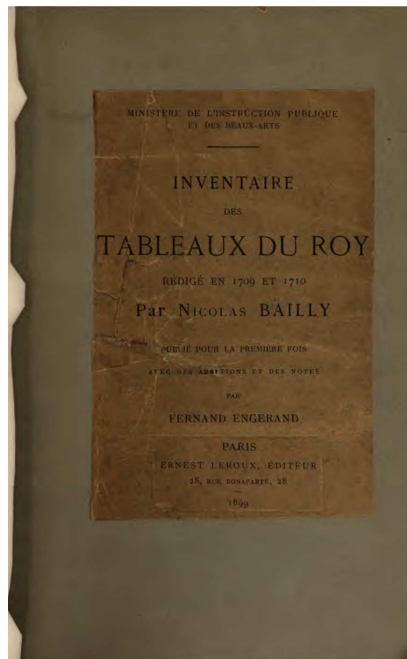 MINISTÈRE DE L'INSTRUCTION PUBLIQUE
ET DES BEAUX-ARTS
INVENTAIRE
DES
TABLEAUX DU ROY
RÉDIGÉ EN 1709 ET 1710
Par NICOLAS BAILLY
PUBLIÉ POUR LA PREMIÈRE FOIS
AVEC DES ADDITIONS ET DES NOTES
PAR
FERNAND ENGERAND
PARIS
ERNEST LEROUX, ÉDITEUR
28, RUE BONAPARTE, 28
1899